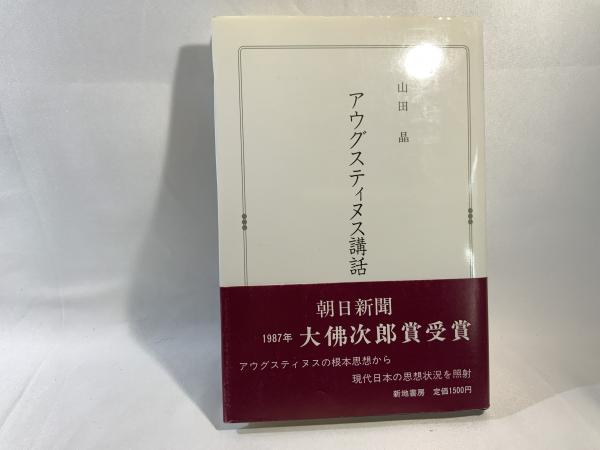 山田 晶
アウグスティヌス講話
朝日新聞
1987年 大佛次郎賞受賞
アウグスティヌスの根本思想から
現代日本の思想状況を照射
新地書房 定価1500円